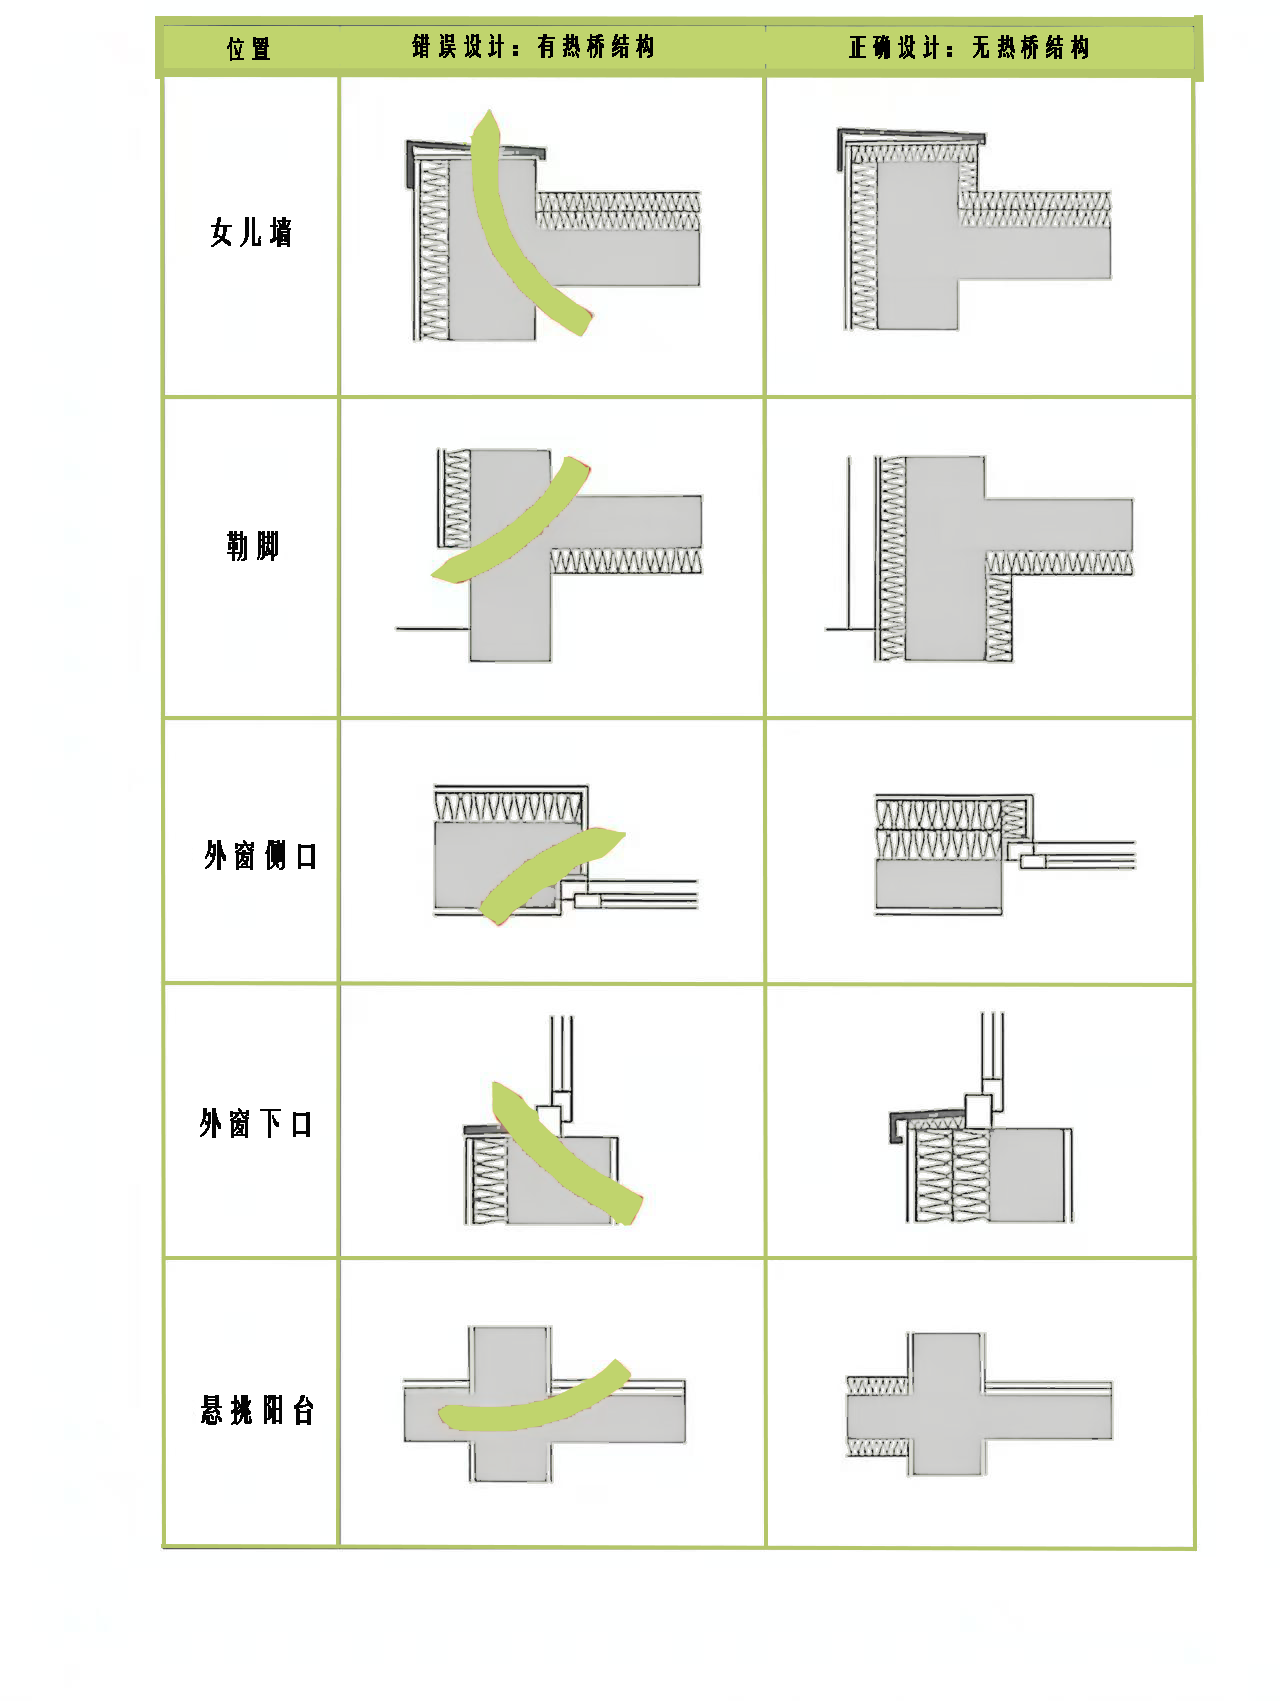 位置
错误设计：有热桥结构
正确设计：无热桥结构
女儿墙
勒脚
外窗侧口
外窗下口
悬挑阳台